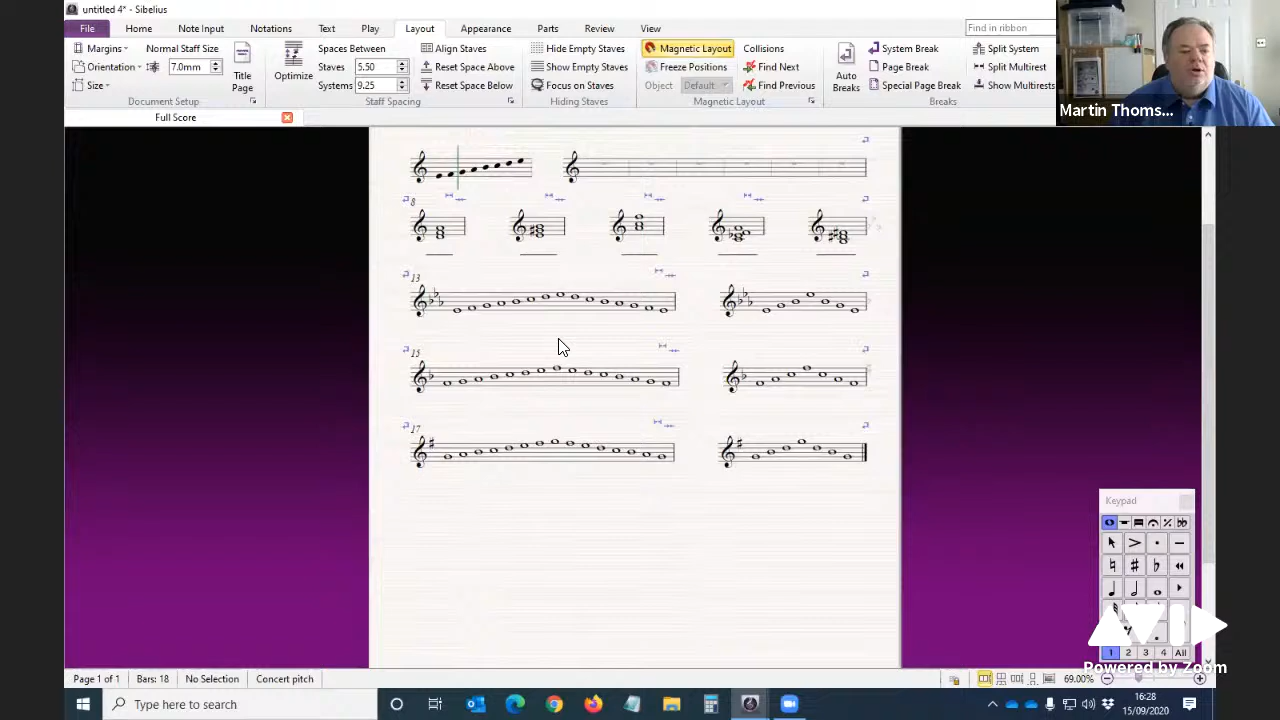 untitled 4* - Sibelius
File Home Note Input Notations Text Play Layout Appearance Parts Review View Find in ribbon
Margins Normal Staff Size Spaces Between Align Staves Hide Empty Staves Magnetic Layout Collisions System Break Split System
Orientation 7.0mm Title Page Optimize Staves 5.50 Reset Space Above Show Empty Staves Freeze Positions Find Next Auto Breaks Page Break Split Multirest
Size Systems 9.25 Reset Space Below Focus on Staves Object Default Find Previous Special Page Break Show Multirests
Document Setup Staff Spacing Hiding Staves Magnetic Layout Breaks
Martin Thoms...
Full Score
8
13
15
17
Keypad
1 2 3 4 All
AVID
Powered by Zoom
Page 1 of 1 Bars: 18 No Selection Concert pitch 69.00%
Type here to search
16:28
15/09/2020